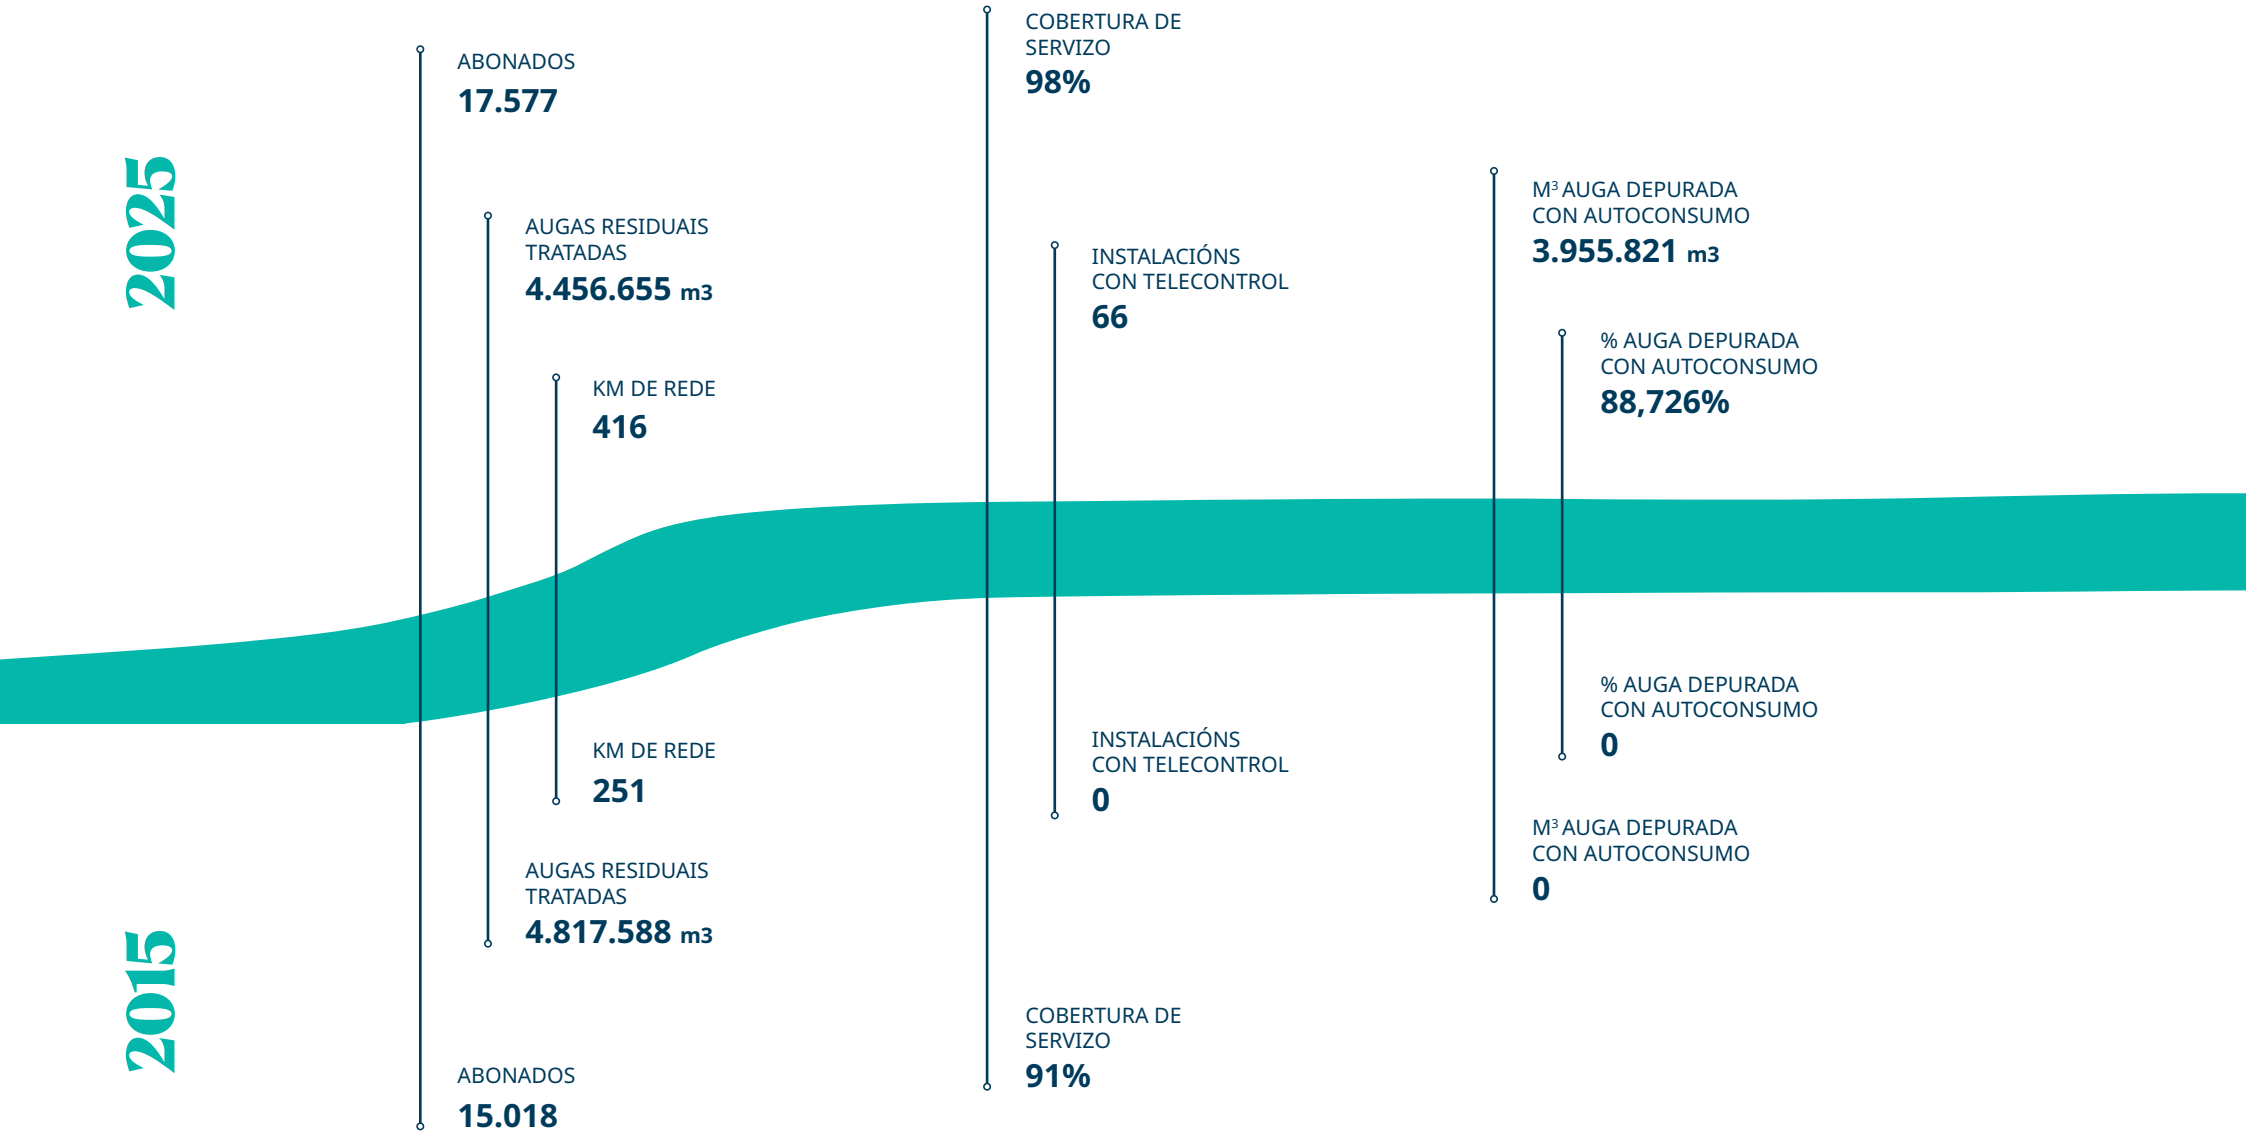 2025
ABONADOS
17.577
AUGAS RESIDUAIS
TRATADAS
4.456.655 m3
KM DE REDE
416
COBERTURA DE
SERVIZO
98%
INSTALACIÓNS
CON TELECONTROL
66
M³ AUGA DEPURADA
CON AUTOCONSUMO
3.955.821 m3
% AUGA DEPURADA
CON AUTOCONSUMO
88,726%
2015
KM DE REDE
251
AUGAS RESIDUAIS
TRATADAS
4.817.588 m3
ABONADOS
15.018
INSTALACIÓNS
CON TELECONTROL
0
COBERTURA DE
SERVIZO
91%
% AUGA DEPURADA
CON AUTOCONSUMO
0
M³ AUGA DEPURADA
CON AUTOCONSUMO
0